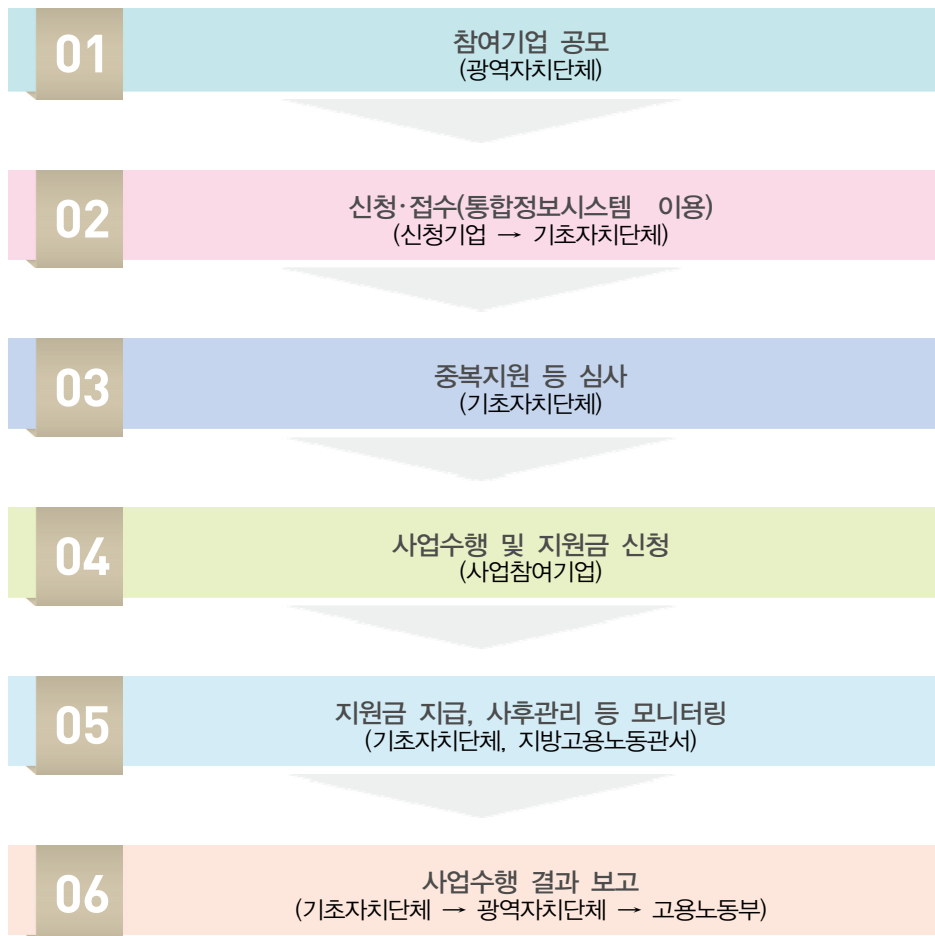 01
참여기업 공모
(광역자치단체)
02
신청·접수(통합정보시스템 이용)
(신청기업 → 기초자치단체)
03
중복지원 등 심사
(기초자치단체)
04
사업수행 및 지원금 신청
(사업참여기업)
05
지원금 지급, 사후관리 등 모니터링
(기초자치단체, 지방고용노동관서)
06
사업수행 결과 보고
(기초자치단체 → 광역자치단체 → 고용노동부)